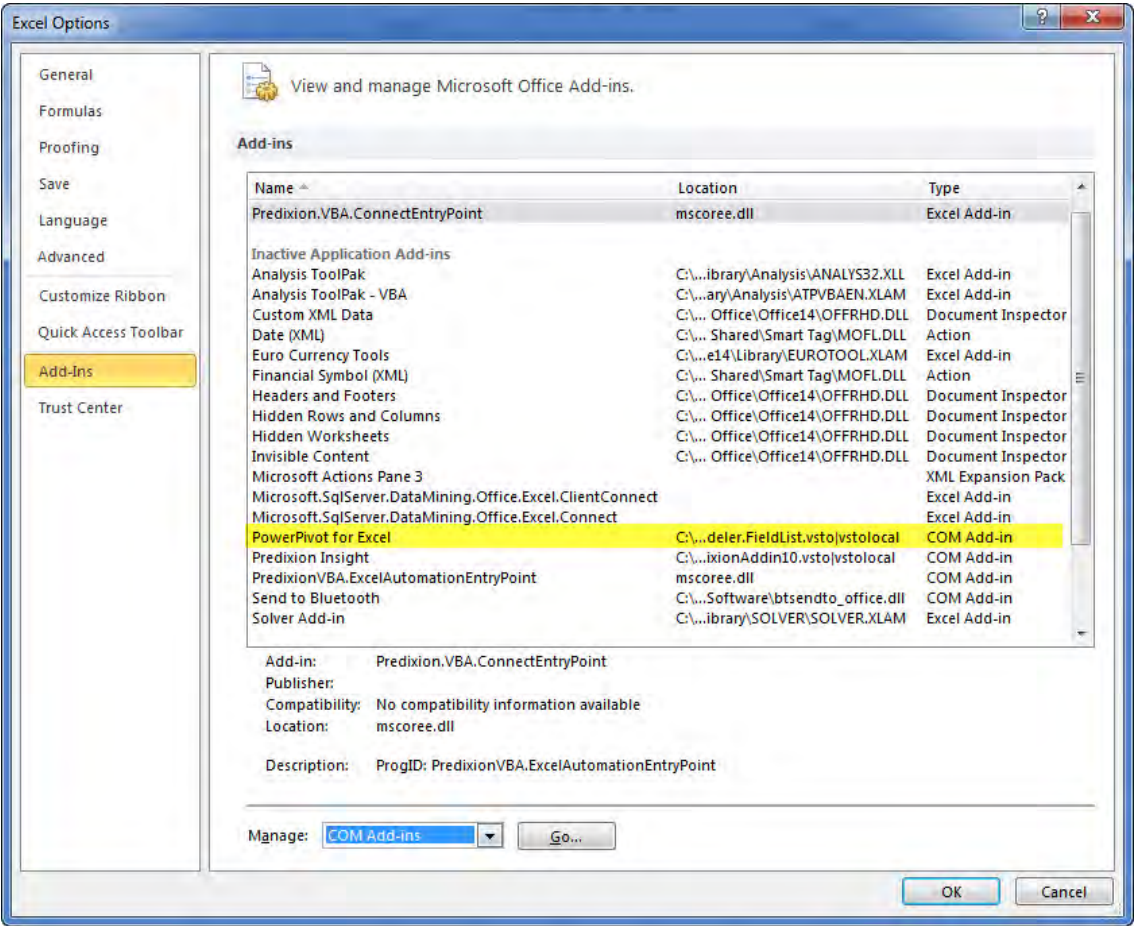 Excel Options
General
Formulas
Proofing
Save
Language
Advanced
Customize Ribbon
Quick Access Toolbar
Add-Ins
Trust Center
View and manage Microsoft Office Add-ins.
Add-ins
Name Location Type
Predixion.VBA.ConnectEntryPoint mscoree.dll Excel Add-in
Inactive Application Add-ins
Analysis ToolPak C:\...ibrary\Analysis\ANALYS32.XLL Excel Add-in
Analysis ToolPak - VBA C:\...ary\Analysis\ATPVBAEN.XLAM Excel Add-in
Custom XML Data C:\... Office\Office14\OFFRHD.DLL Document Inspector
Date (XML) C:\... Shared\Smart Tag\MOFL.DLL Action
Euro Currency Tools C:\...e14\Library\EUROTOOL.XLAM Excel Add-in
Financial Symbol (XML) C:\... Shared\Smart Tag\MOFL.DLL Action
Headers and Footers C:\... Office\Office14\OFFRHD.DLL Document Inspector
Hidden Rows and Columns C:\... Office\Office14\OFFRHD.DLL Document Inspector
Hidden Worksheets C:\... Office\Office14\OFFRHD.DLL Document Inspector
Invisible Content C:\... Office\Office14\OFFRHD.DLL Document Inspector
Microsoft Actions Pane 3 XML Expansion Pack
Microsoft.SqlServer.DataMining.Office.Excel.ClientConnect Excel Add-in
Microsoft.SqlServer.DataMining.Office.Excel.Connect Excel Add-in
PowerPivot for Excel C:\...deler.FieldList.vsto|vstolocal COM Add-in
Predixion Insight C:\...ixionAddin10.vsto|vstolocal COM Add-in
PredixionVBA.ExcelAutomationEntryPoint mscoree.dll COM Add-in
Send to Bluetooth C:\...Software\btsendto_office.dll COM Add-in
Solver Add-in C:\...ibrary\SOLVER\SOLVER.XLAM Excel Add-in
Add-in: Predixion.VBA.ConnectEntryPoint
Publisher:
Compatibility: No compatibility information available
Location: mscoree.dll
Description: ProgID: PredixionVBA.ExcelAutomationEntryPoint
Manage: COM Add-ins Go...
OK Cancel